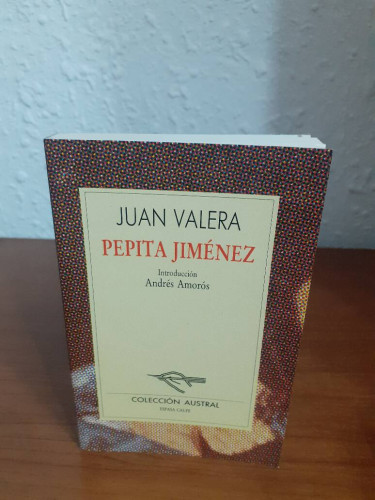 JUAN VALERA
PEPITA JIMÉNEZ
Introducción
Andrés Amorós
COLECCIÓN AUSTRAL
ESPASA CALPE